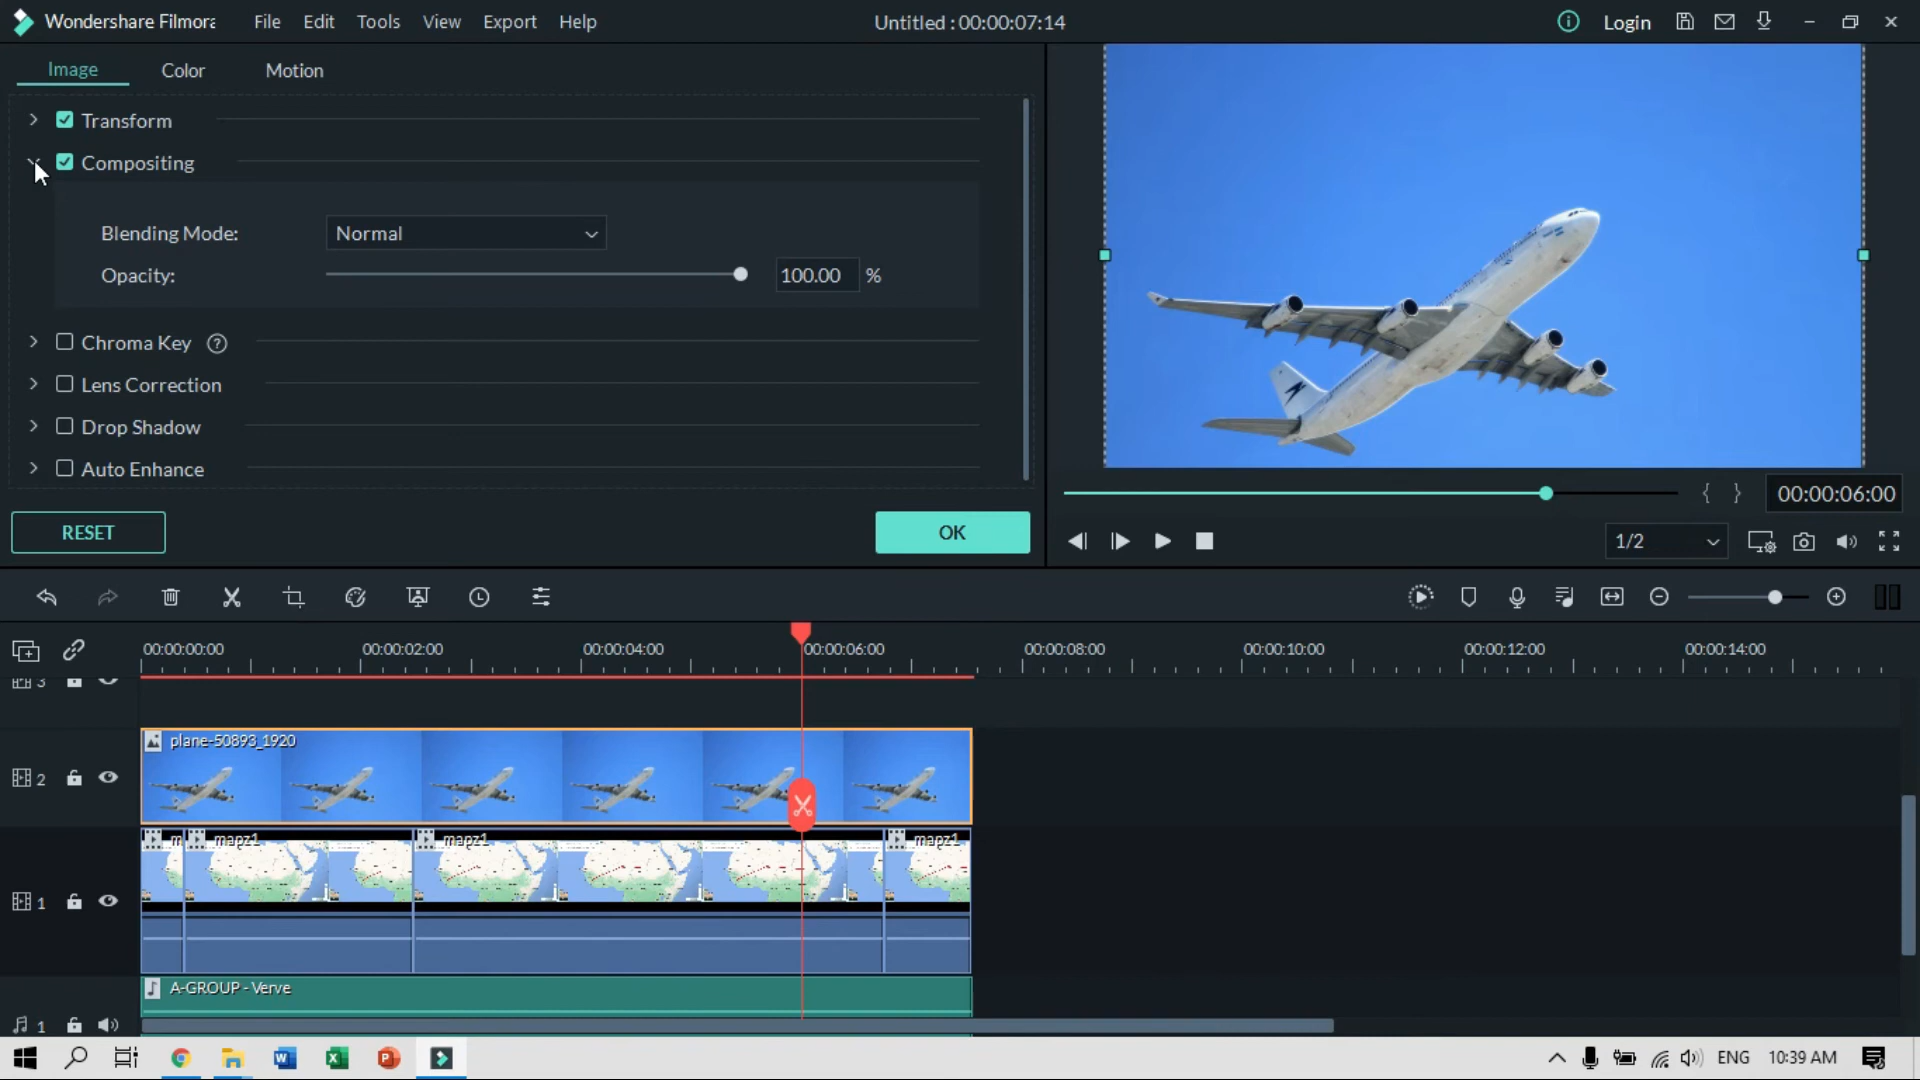 Wondershare Filmora File Edit Tools View Export Help Untitled : 00:00:07:14 Login
Image Color Motion
Transform
Compositing
Blending Mode: Normal
Opacity: 100.00 %
Chroma Key ?
Lens Correction
Drop Shadow
Auto Enhance
RESET OK
{ } 00:00:06:00
1/2
00:00:00:00 00:00:02:00 00:00:04:00 00:00:06:00 00:00:08:00 00:00:10:00 00:00:12:00 00:00:14:00
3
plane-50893_1920
2
m mapz1 mapz1 mapz1
1
A-GROUP - Verve
1
ENG 10:39 AM